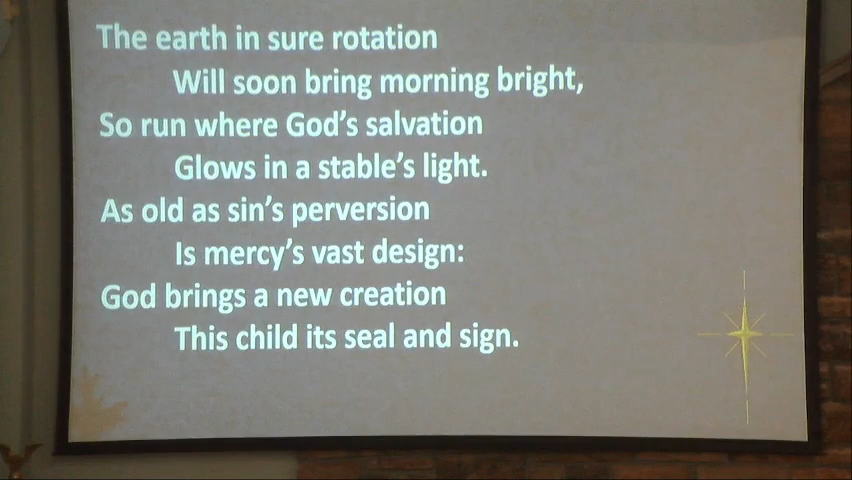 The earth in sure rotation
Will soon bring morning bright,
So run where God's salvation
Glows in a stable's light.
As old as sin's perversion
Is mercy's vast design:
God brings a new creation
This child its seal and sign.